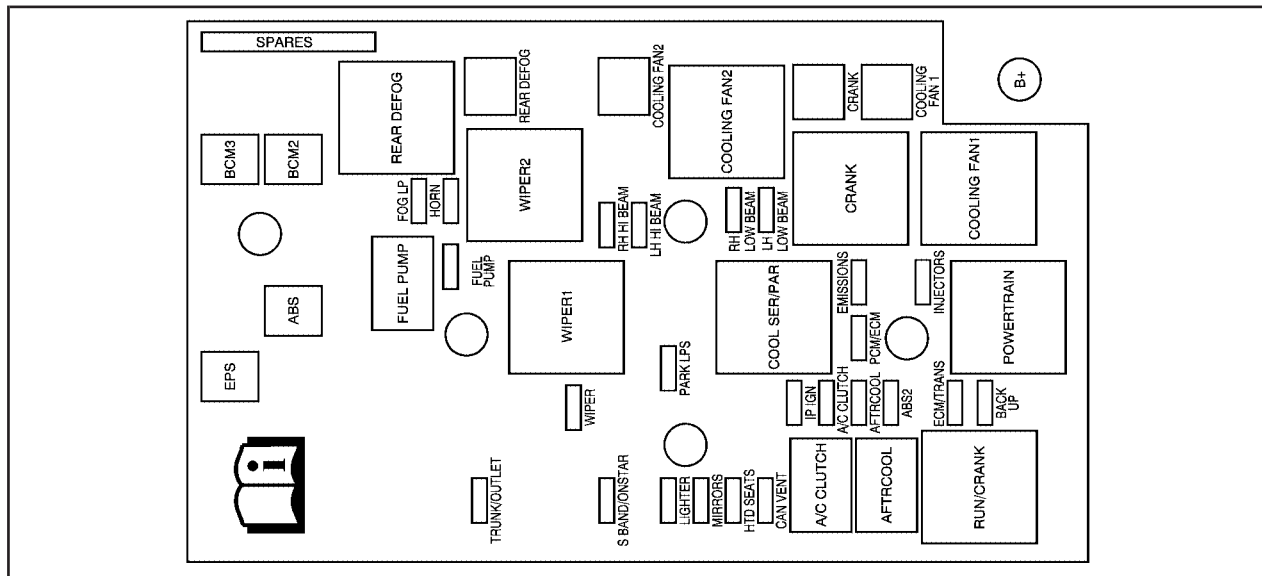 SPARES
BCM3
BCM2
ABS
EPS
REAR DEFOG
REAR DEFOG
FOG LP
HORN
FUEL PUMP
FUEL
PUMP
WIPER2
WIPER1
WIPER
TRUNK/OUTLET
COOLING FAN2
COOLING FAN2
RH HI BEAM
LH HI BEAM
PARK LPS
S BAND/ONSTAR
LIGHTER
MIRRORS
HTD SEATS
CAN VENT
RH
LOW BEAM
LH
LOW BEAM
COOL SER/PAR
CRANK
CRANK
COOLING
FAN 1
COOLING FAN1
B+
EMISSIONS
PCM/ECM
INJECTORS
POWERTRAIN
IP IGN
A/C CLUTCH
AFTRCOOL
ABS2
ECM/TRANS
BACK
UP
A/C CLUTCH
AFTRCOOL
RUN/CRANK
i